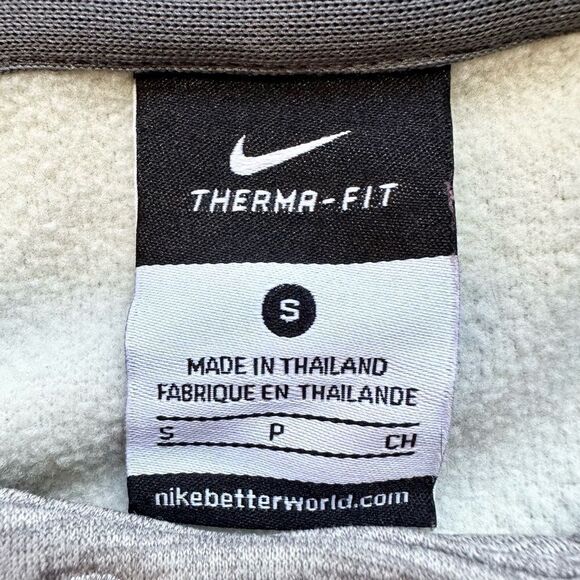 THERMA-FIT
S
MADE IN THAILAND
FABRIQUE EN THAILANDE
S P CH
nikebetterworld.com